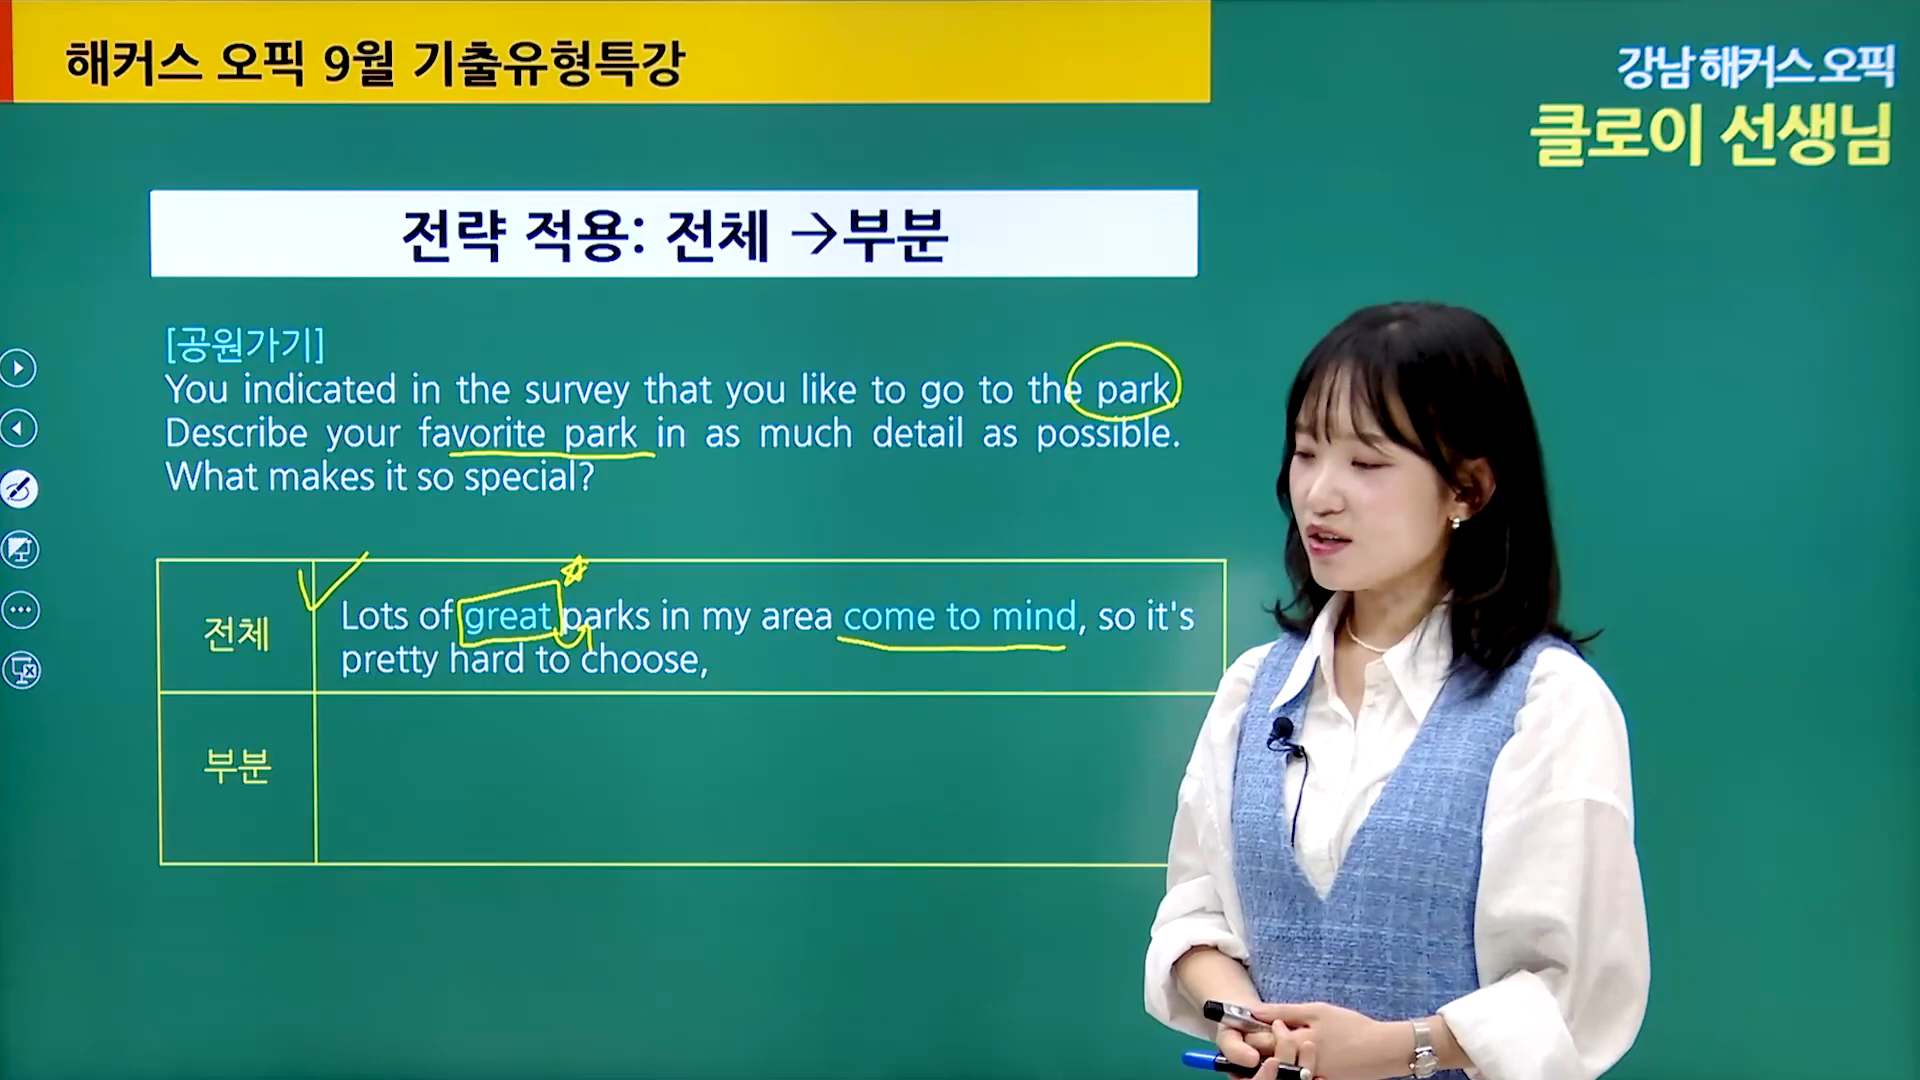 해커스 오픽 9월 기출유형특강
강남 해커스 오픽
클로이 선생님
전략 적용: 전체 →부분
[공원가기]
You indicated in the survey that you like to go to the park.
Describe your favorite park in as much detail as possible.
What makes it so special?
전체
Lots of great parks in my area come to mind, so it's
pretty hard to choose,
부분